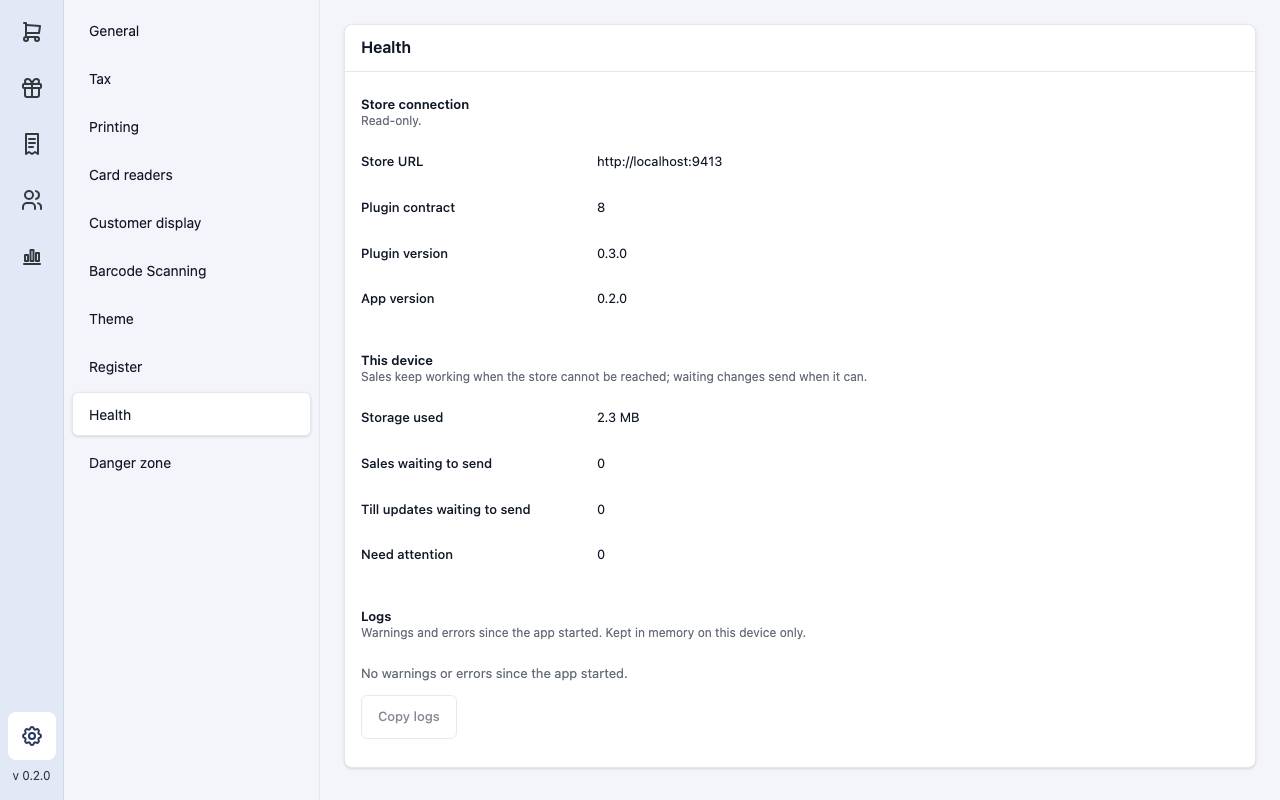 General
Tax
Printing
Card readers
Customer display
Barcode Scanning
Theme
Register
Health
Danger zone
v 0.2.0
Health
Store connection
Read-only.
Store URL http://localhost:9413
Plugin contract 8
Plugin version 0.3.0
App version 0.2.0
This device
Sales keep working when the store cannot be reached; waiting changes send when it can.
Storage used 2.3 MB
Sales waiting to send 0
Till updates waiting to send 0
Need attention 0
Logs
Warnings and errors since the app started. Kept in memory on this device only.
No warnings or errors since the app started.
Copy logs